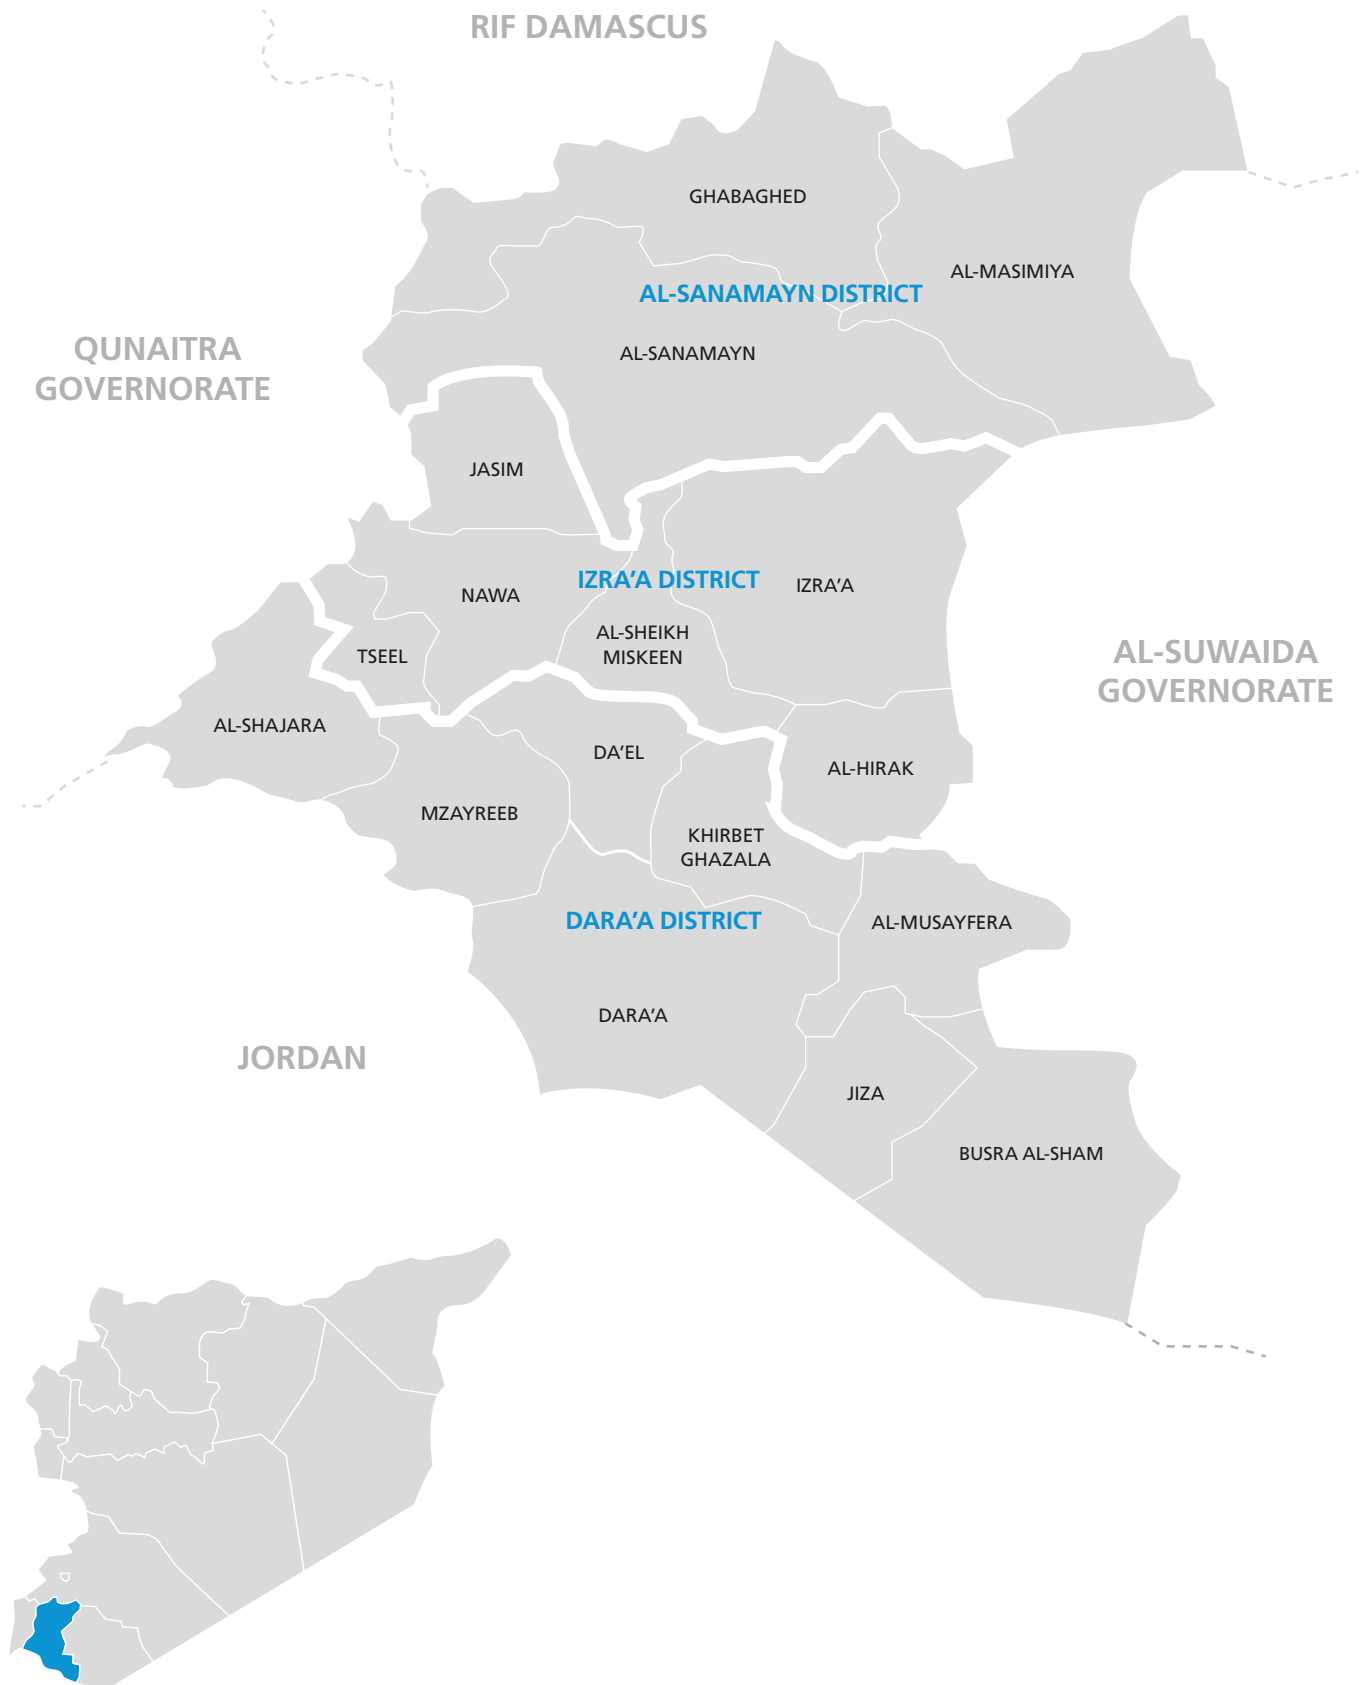 RIF DAMASCUS
GHABAGHED
AL-MASIMIYA
AL-SANAMAYN DISTRICT
QUNAITRA
GOVERNORATE
AL-SANAMAYN
JASIM
IZRA'A DISTRICT
IZRA'A
NAWA
AL-SHEIKH
MISKEEN
TSEEL
AL-SUWAIDA
GOVERNORATE
AL-SHAJARA
DA'EL
AL-HIRAK
MZAYREEB
KHIRBET
GHAZALA
DARA'A DISTRICT
AL-MUSAYFERA
DARA'A
JORDAN
JIZA
BUSRA AL-SHAM